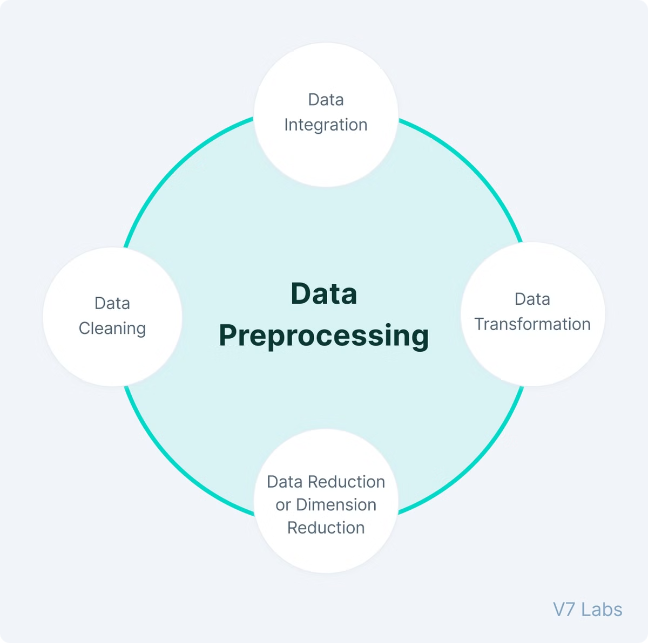 Data
Integration
Data
Cleaning
Data
Preprocessing
Data
Transformation
Data Reduction
or Dimension
Reduction
V7 Labs